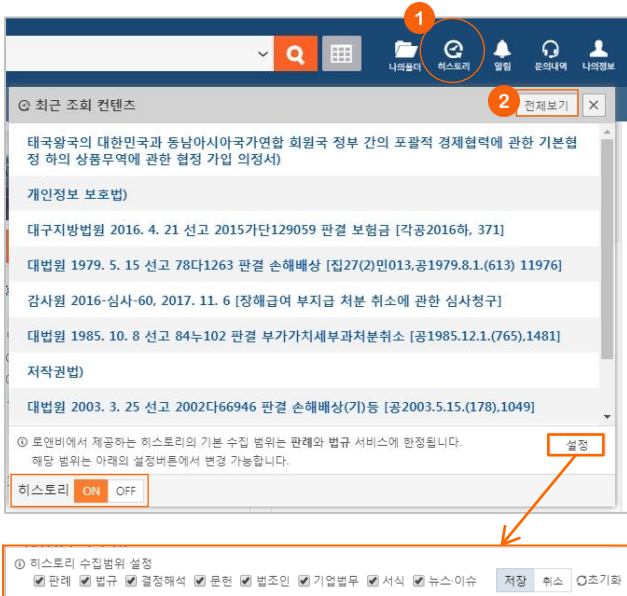 1
나의폴더 히스토리 알림 문의내역 나의정보
최근 조회 컨텐츠 2 전체보기 ×
태국왕국의 대한민국과 동남아시아국가연합 회원국 정부 간의 포괄적 경제협력에 관한 기본협
정 하의 상품무역에 관한 협정 가입 의정서)
개인정보 보호법)
대구지방법원 2016. 4. 21 선고 2015가단129059 판결 보험금 [각공2016하, 371]
대법원 1979. 5. 15 선고 78다1263 판결 손해배상 [집27(2)민013,공1979.8.1.(613) 11976]
감사원 2016-심사-60, 2017. 11. 6 [장해급여 부지급 처분 취소에 관한 심사청구]
대법원 1985. 10. 8 선고 84누102 판결 부가가치세부과처분취소 [공1985.12.1.(765),1481]
저작권법)
대법원 2003. 3. 25 선고 2002다66946 판결 손해배상(기)등 [공2003.5.15.(178),1049]
로앤비에서 제공하는 히스토리의 기본 수집 범위는 판례와 법규 서비스에 한정됩니다. 설정
해당 범위는 아래의 설정버튼에서 변경 가능합니다.
히스토리 ON OFF
히스토리 수집범위 설정
판례 법규 결정해석 문헌 법조인 기업법무 서식 뉴스·이슈 저장 취소 초기화